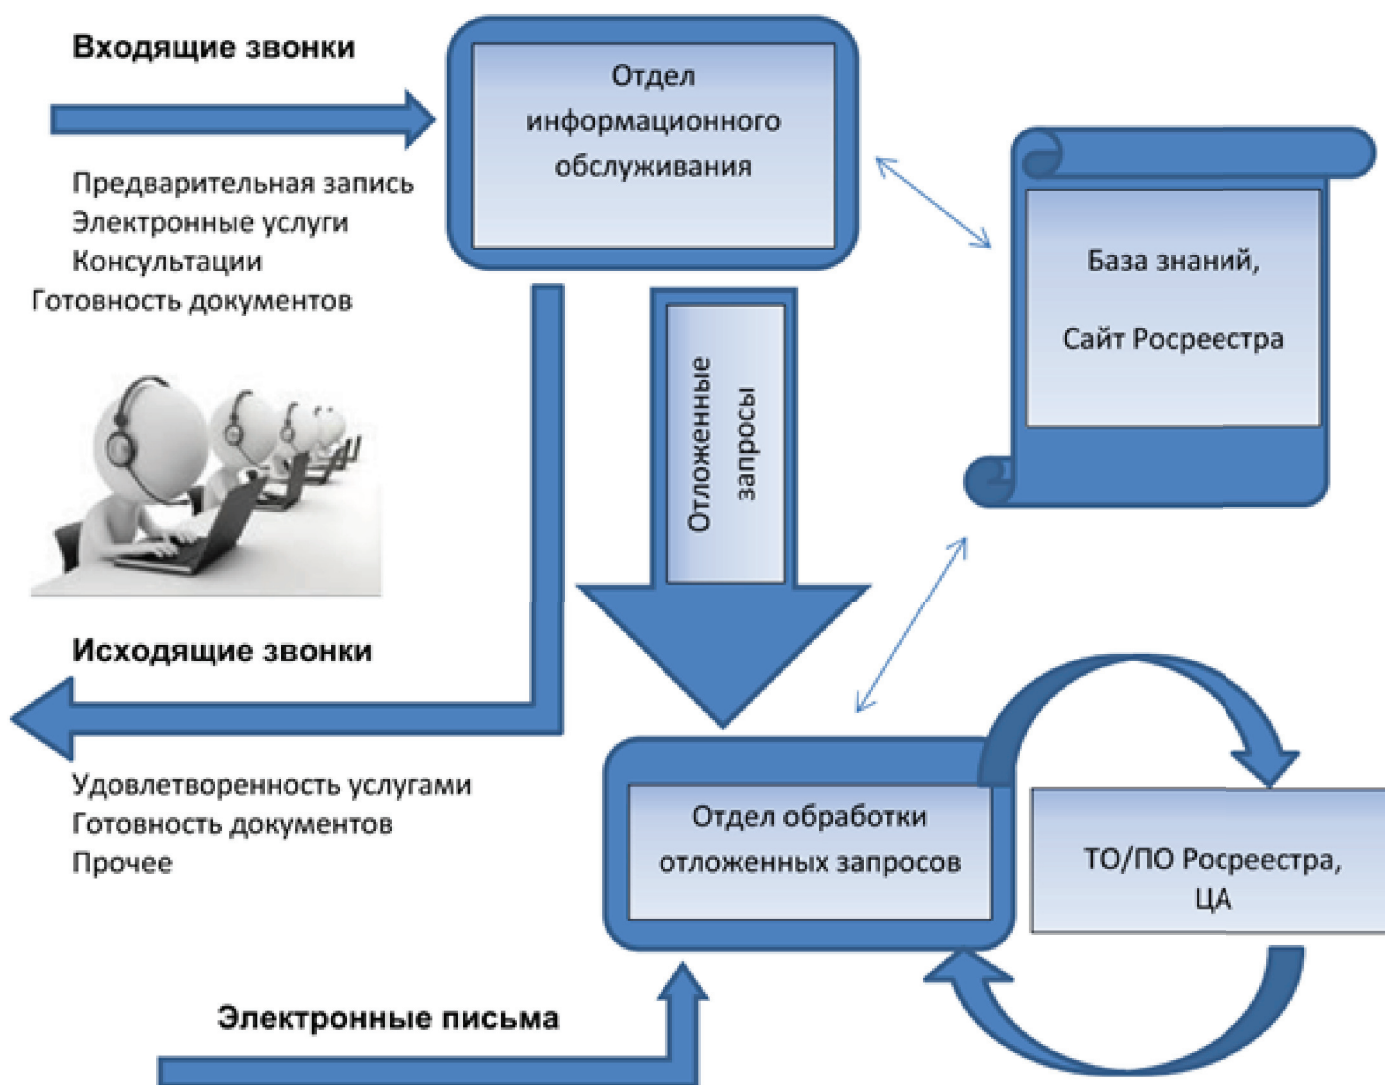 Входящие звонки
Предварительная запись
Электронные услуги
Консультации
Готовность документов
Отдел
информационного
обслуживания
База знаний,
Сайт Росреестра
Отложенные
запросы
Исходящие звонки
Удовлетворенность услугами
Готовность документов
Прочее
Отдел обработки
отложенных запросов
ТО/ПО Росреестра,
ЦА
Электронные письма